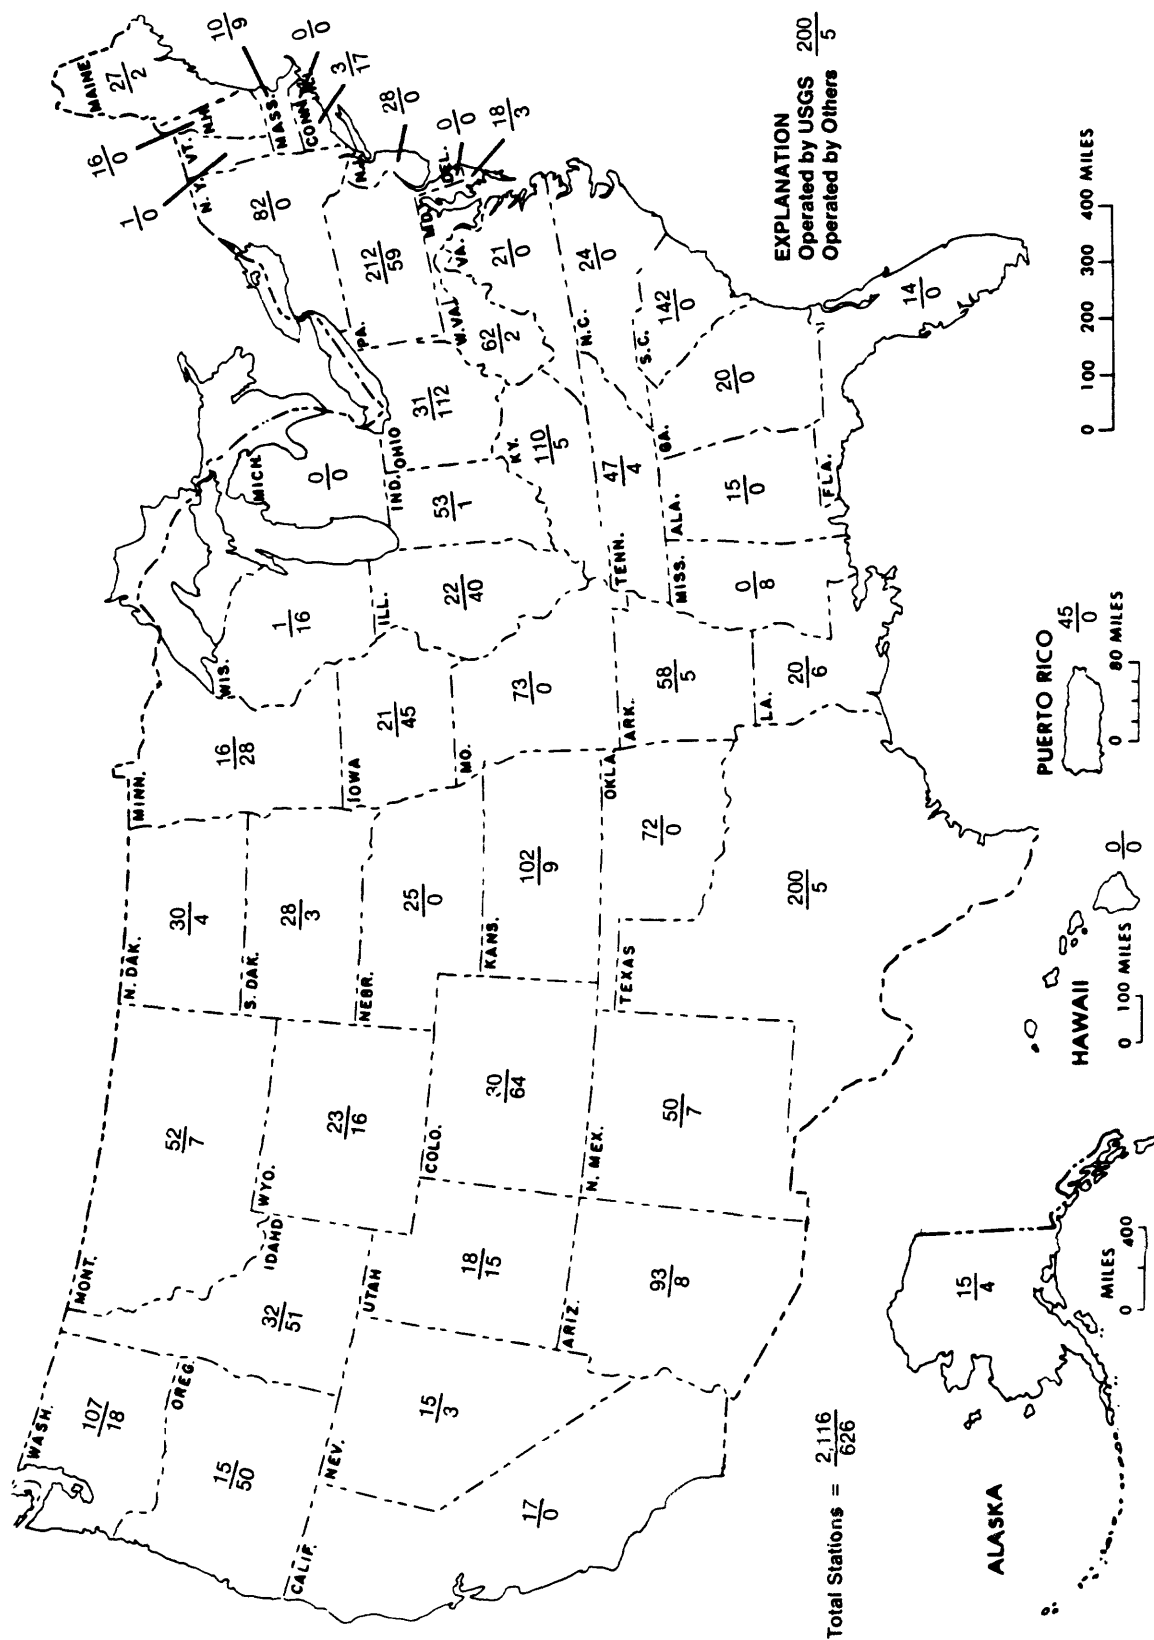 WASH.
107
18
OREG.
15
50
CALIF.
17
0
NEV.
15
3
IDAHO
32
51
MONT.
52
7
WYO.
23
16
UTAH
18
15
ARIZ.
93
8
COLO.
30
64
N. MEX.
50
7
N. DAK.
30
4
S. DAK.
28
3
NEBR.
25
0
KANS.
102
9
OKLA.
72
0
TEXAS
200
5
MINN.
16
28
IOWA
21
45
MO.
73
0
ARK.
58
5
LA.
20
6
WIS.
1
16
ILL.
22
40
MICH.
0
0
IND.
53
1
OHIO
31
112
KY.
110
5
TENN.
47
4
MISS.
0
8
ALA.
15
0
GA.
20
0
FLA.
14
0
S.C.
142
0
N.C.
24
0
VA.
21
0
W.VA.
62
2
PA.
212
59
N.Y.
82
0
VT.
1
0
N.H.
16
0
MAINE
27
2
MASS.
10
9
R.I.
0
0
CONN.
3
17
N.J.
28
0
DEL.
0
0
MD.
18
3
EXPLANATION
Operated by USGS 200
Operated by Others 5
0 100 200 300 400 MILES
Total Stations = 2,116
626
ALASKA
15
4
MILES
0 400
HAWAII
0
0
0 100 MILES
PUERTO RICO
45
0
0 80 MILES